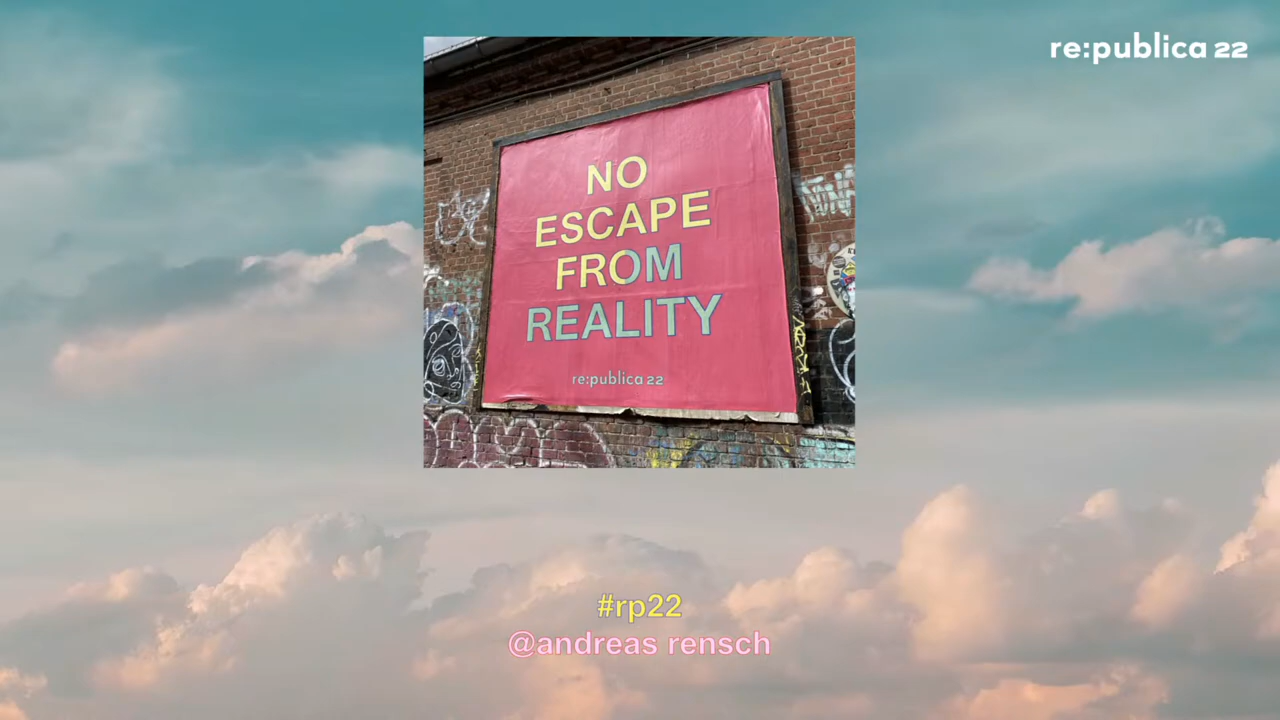 re:publica 22
NO
ESCAPE
FROM
REALITY
re:publica 22
#rp22
@andreas rensch